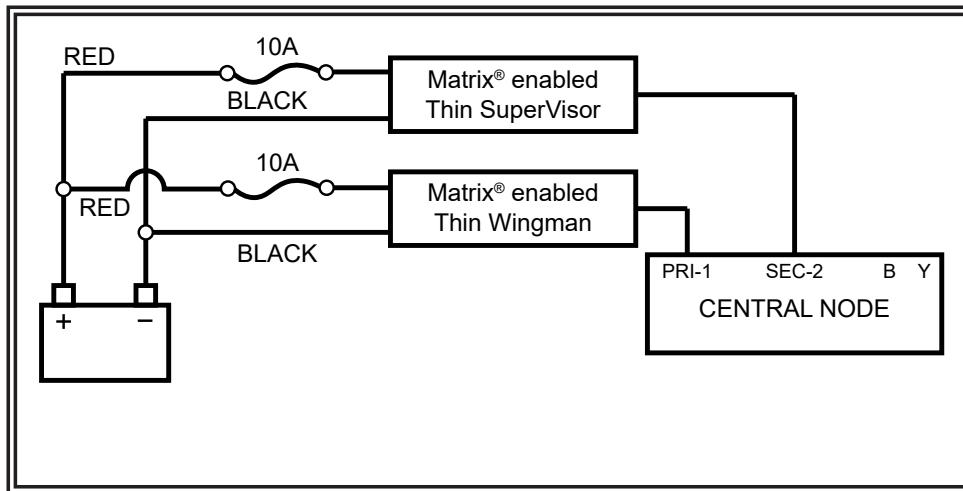 10A
RED
BLACK
Matrix® enabled
Thin SuperVisor
10A
RED
BLACK
Matrix® enabled
Thin Wingman
PRI-1 SEC-2 B Y
CENTRAL NODE
+ −